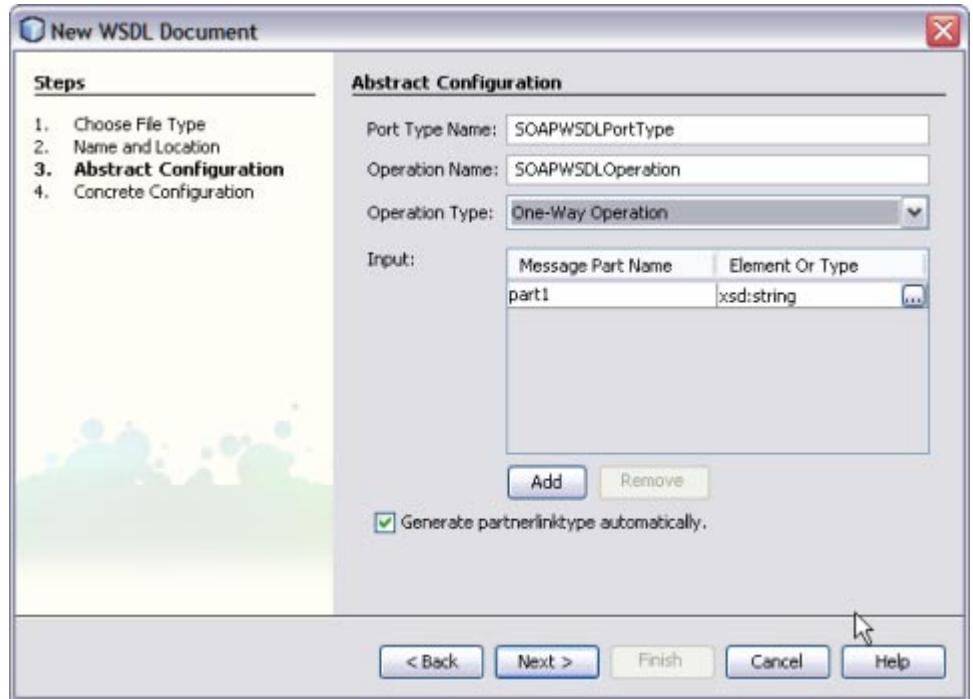 New WSDL Document
Steps
1. Choose File Type
2. Name and Location
3. Abstract Configuration
4. Concrete Configuration
Abstract Configuration
Port Type Name: SOAPWSDLPortType
Operation Name: SOAPWSDLOperation
Operation Type: One-Way Operation
Input:
Message Part Name Element Or Type
part1 xsd:string ...
Add Remove
Generate partnerlinktype automatically.
< Back Next > Finish Cancel Help